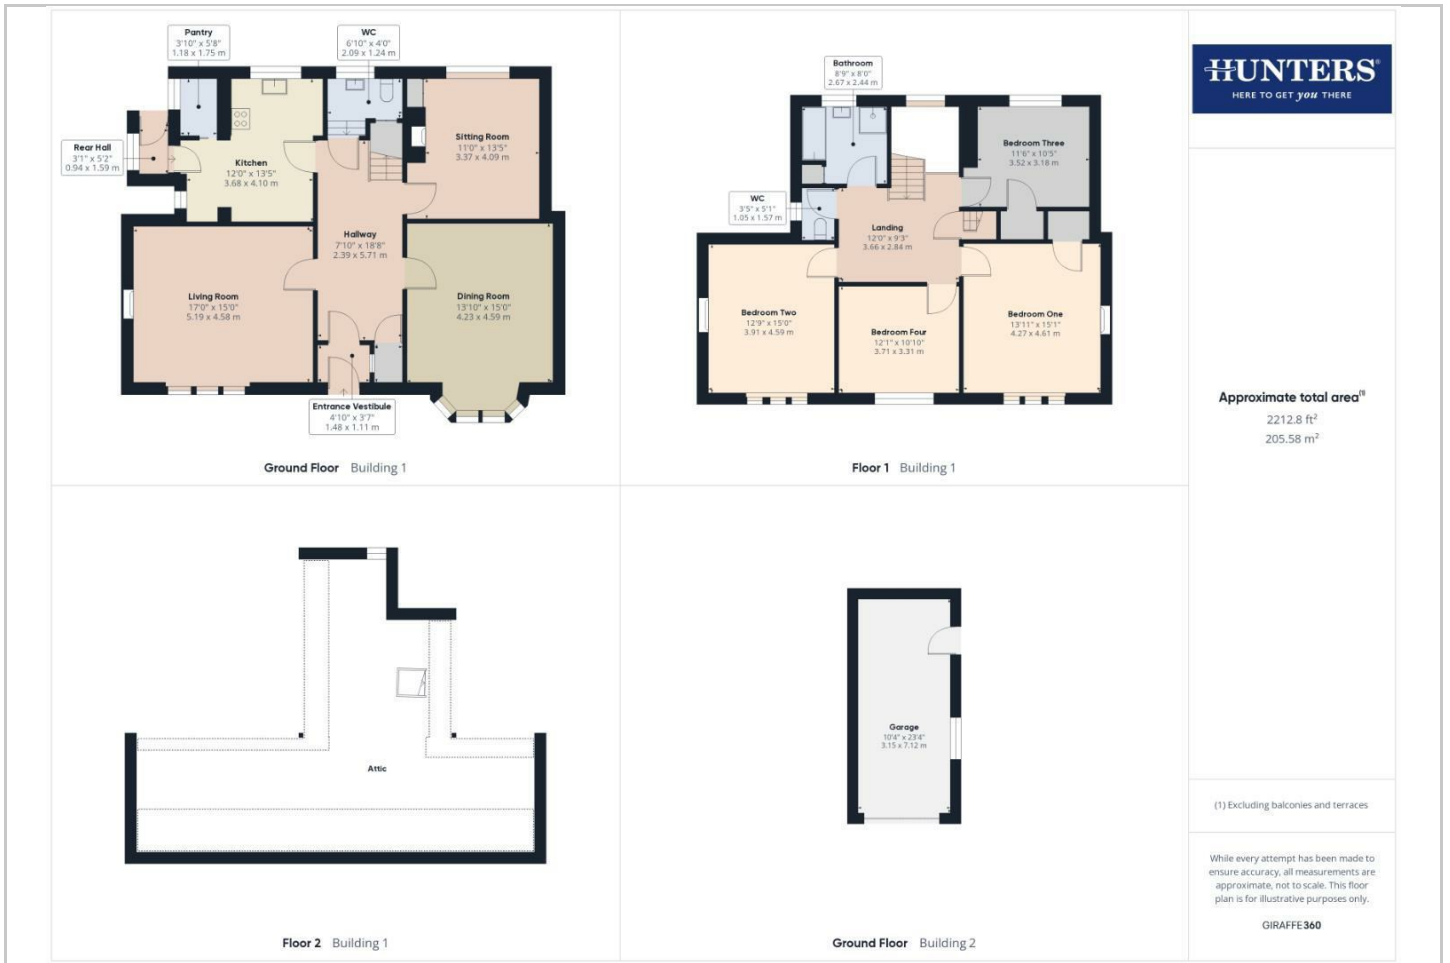 Pantry
3'10" x 5'8"
1.18 x 1.75 m
WC
6'10" x 4'0"
2.09 x 1.24 m
Rear Hall
3'1" x 5'2"
0.94 x 1.59 m
Kitchen
12'0" x 13'5"
3.68 x 4.10 m
Sitting Room
11'0" x 13'5"
3.37 x 4.09 m
Hallway
7'10" x 18'8"
2.39 x 5.71 m
Living Room
17'0" x 15'0"
5.19 x 4.58 m
Dining Room
13'10" x 15'0"
4.23 x 4.59 m
Entrance Vestibule
4'10" x 3'7"
1.48 x 1.11 m
Ground Floor Building 1
Bathroom
8'9" x 8'0"
2.67 x 2.44 m
Bedroom Three
11'6" x 10'5"
3.52 x 3.18 m
WC
3'5" x 5'1"
1.05 x 1.57 m
Landing
12'0" x 9'3"
3.66 x 2.84 m
Bedroom Two
12'9" x 15'0"
3.91 x 4.59 m
Bedroom Four
12'1" x 10'10"
3.71 x 3.31 m
Bedroom One
13'11" x 15'1"
4.27 x 4.61 m
Floor 1 Building 1
Attic
Floor 2 Building 1
Garage
10'4" x 23'4"
3.15 x 7.12 m
Ground Floor Building 2
HUNTERS®
HERE TO GET you THERE
Approximate total area(1)
2212.8 ft²
205.58 m²
(1) Excluding balconies and terraces
While every attempt has been made to
ensure accuracy, all measurements are
approximate, not to scale. This floor
plan is for illustrative purposes only.
GIRAFFE360